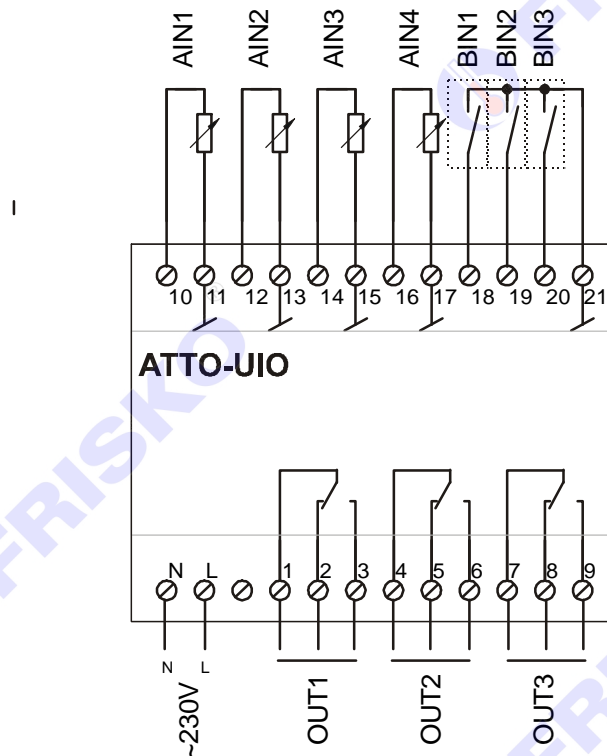 AIN1 AIN2 AIN3 AIN4 BIN1 BIN2 BIN3
10 11 12 13 14 15 16 17 18 19 20 21
ATTO-UIO
FRISKO
N L 1 2 3 4 5 6 7 8 9
N L
~230V OUT1 OUT2 OUT3